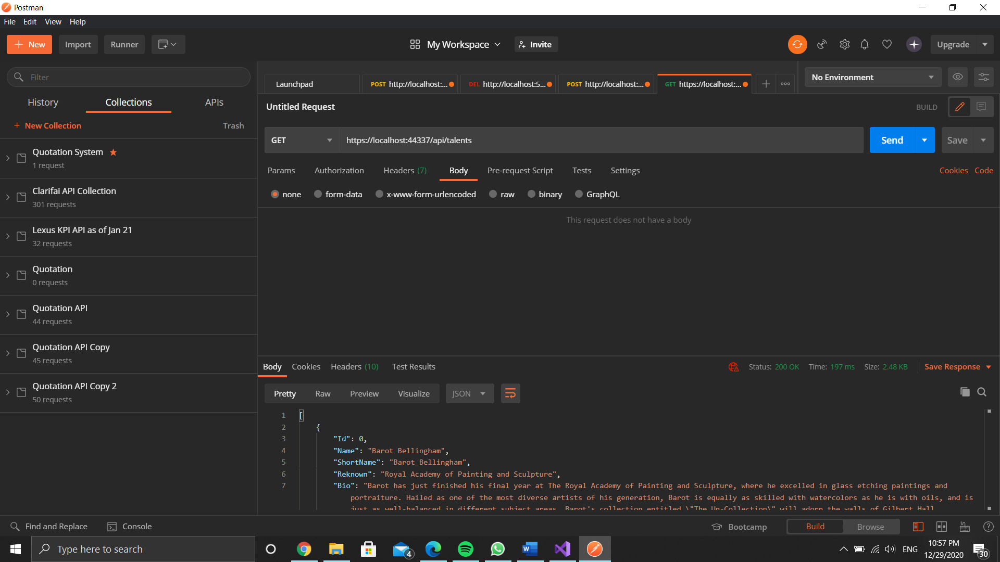 Postman
File Edit View Help
New Import Runner My Workspace Invite Upgrade
Filter
History Collections APIs
+ New Collection Trash
Quotation System
1 request
Clarifai API Collection
301 requests
Lexus KPI API as of Jan 21
32 requests
Quotation
0 requests
Quotation API
44 requests
Quotation API Copy
45 requests
Quotation API Copy 2
50 requests
Launchpad POST http://localhost:... DEL http://localhost:5... POST http://localhost:... GET https://localhost:... No Environment
Untitled Request BUILD
GET https://localhost:44337/api/talents Send Save
Params Authorization Headers (7) Body Pre-request Script Tests Settings Cookies Code
none form-data x-www-form-urlencoded raw binary GraphQL
This request does not have a body
Body Cookies Headers (10) Test Results Status: 200 OK Time: 197 ms Size: 2.48 KB Save Response
Pretty Raw Preview Visualize JSON
1 [
2 {
3 "Id": 0,
4 "Name": "Barot Bellingham",
5 "ShortName": "Barot_Bellingham",
6 "Reknown": "Royal Academy of Painting and Sculpture",
7 "Bio": "Barot has just finished his final year at The Royal Academy of Painting and Sculpture, where he excelled in glass etching paintings and
portraiture. Hailed as one of the most diverse artists of his generation, Barot is equally as skilled with watercolors as he is with oils, and is
just as well-balanced in different subject areas. Barot's collection entitled \"The Un-Collection\" will adorn the walls of Gilbert Hall,
Find and Replace Console Bootcamp Build Browse
Type here to search 4 ENG 10:57 PM
12/29/2020 30